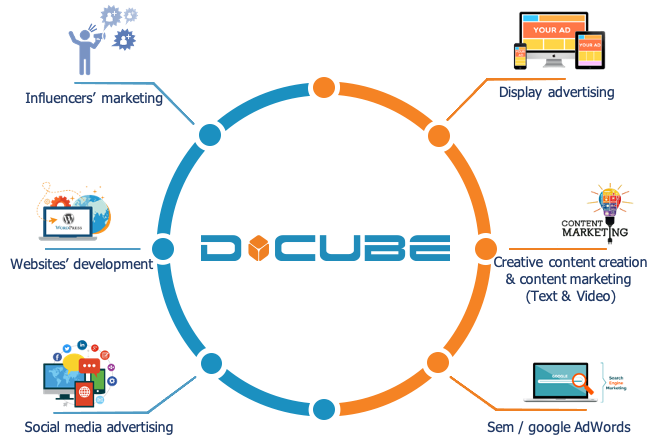 YOUR AD
YOUR AD
Influencers’ marketing
Display advertising
WordPress
CONTENT
MARKETING
D CUBE
Websites’ development
Creative content creation
& content marketing
(Text & Video)
GOOGLE
Search
Engine
Marketing
Social media advertising
Sem / google AdWords